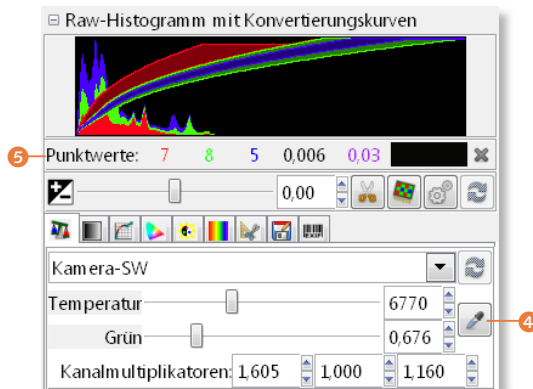 Raw-Histogramm mit Konvertierungskurven
5 Punktwerte: 7 8 5 0,006 0,03
0,00
EXIF
Kamera-SW
Temperatur 6770
4
Grün 0,676
Kanalmultiplikatoren: 1,605 1,000 1,160